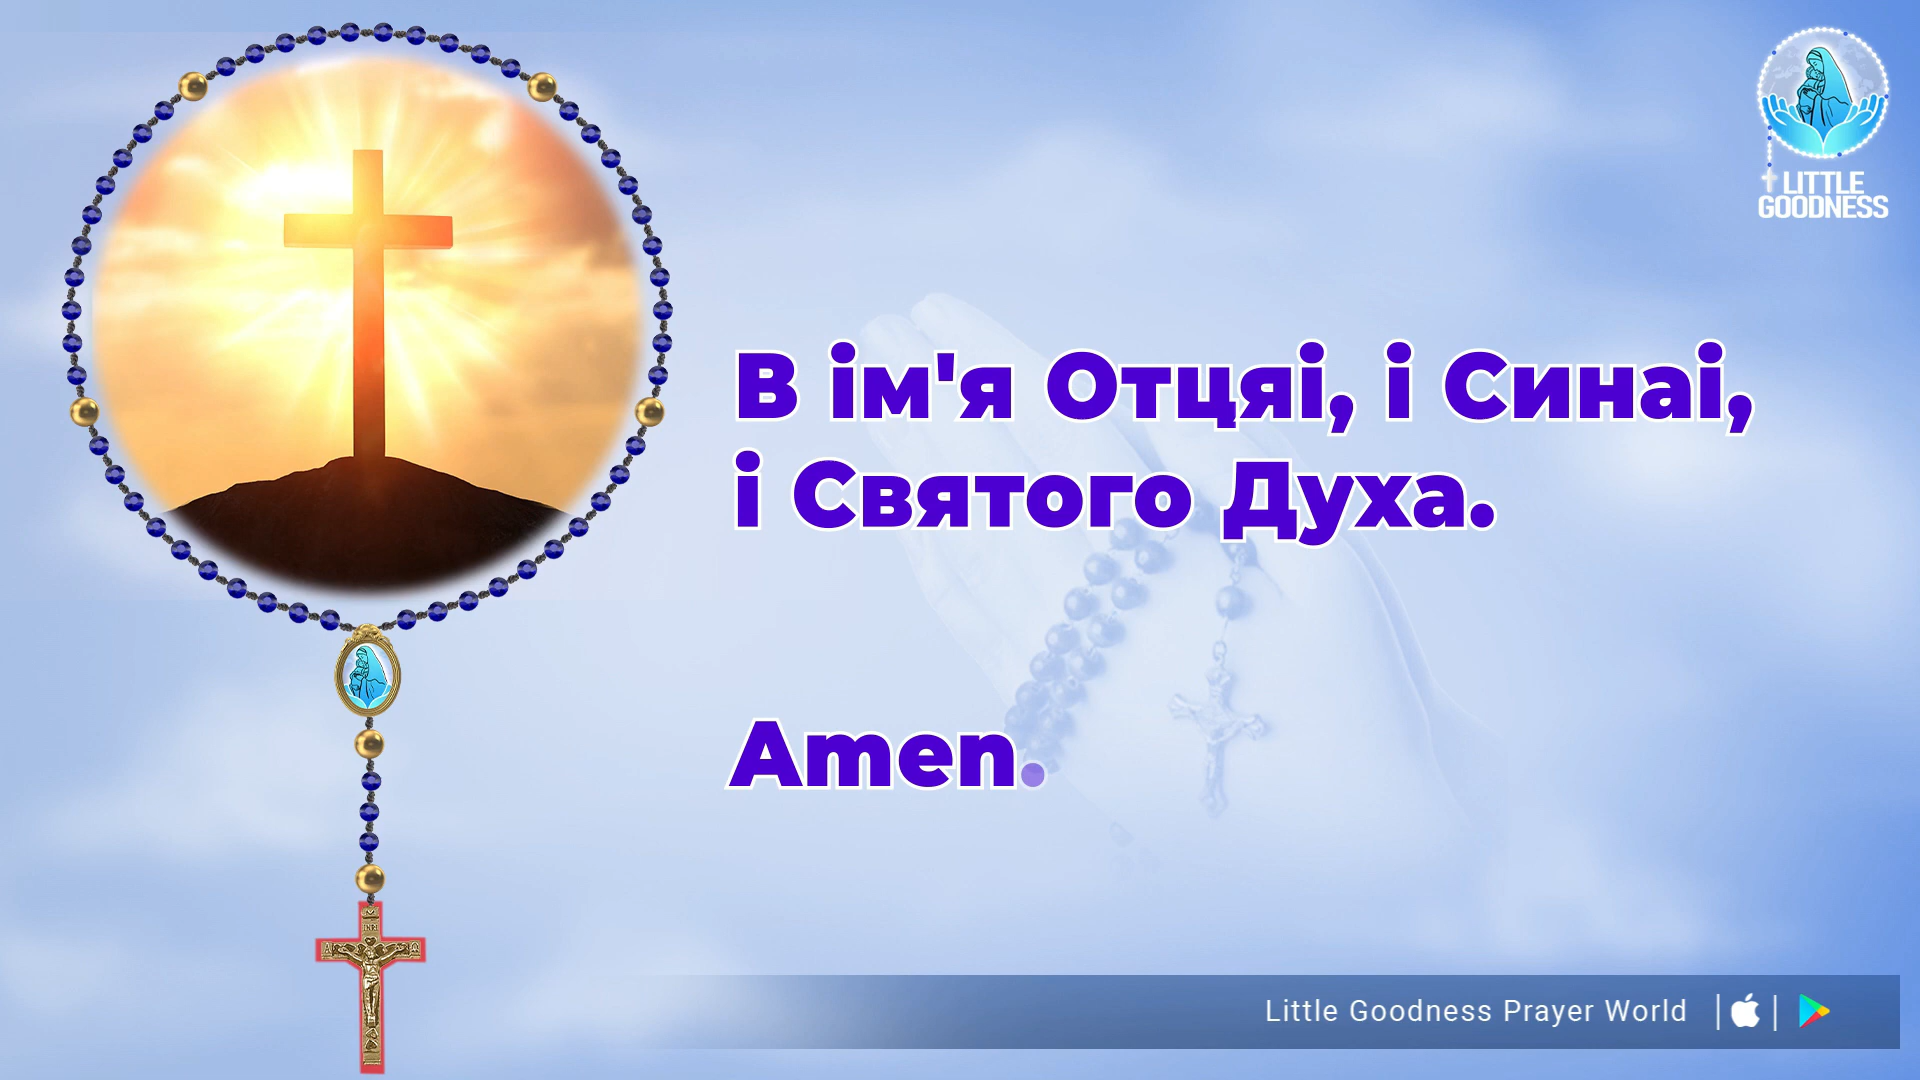 LITTLE
GOODNESS
В ім'я Отцяі, і Синаі,
і Святого Духа.
Amen.
INRI
Little Goodness Prayer World